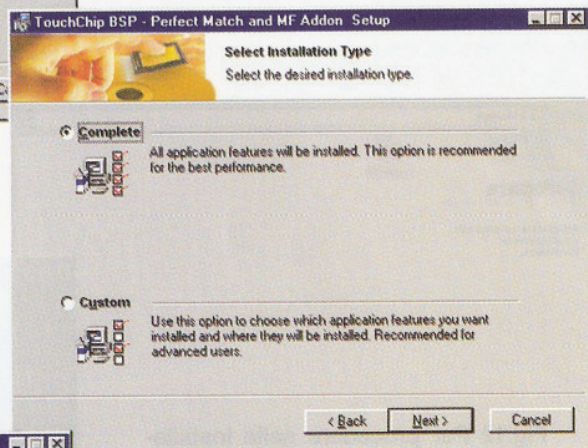 TouchChip BSP - Perfect Match and MF Addon Setup
Select Installation Type
Select the desired installation type.
Complete
All application features will be installed. This option is recommended
for the best performance.
Custom
Use this option to choose which application features you want
installed and where they will be installed. Recommended for
advanced users.
< Back
Next >
Cancel